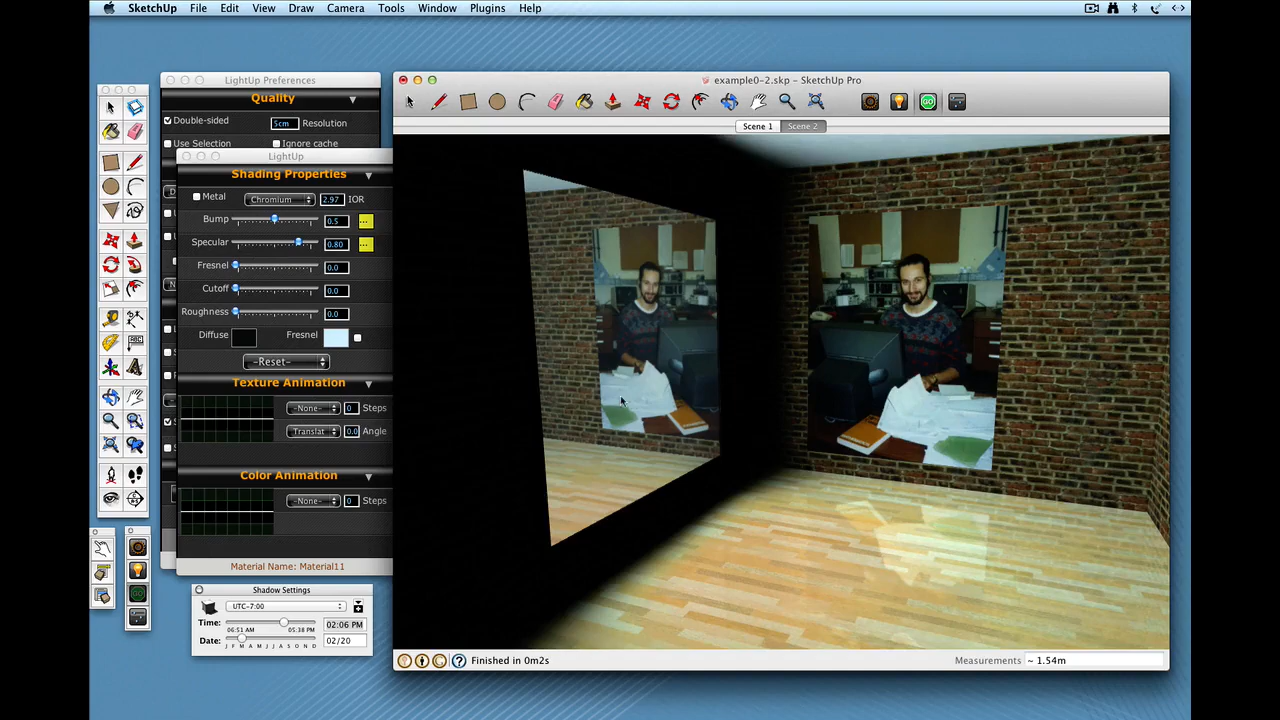 SketchUp File Edit View Draw Camera Tools Window Plugins Help
LightUp Preferences
Quality
Double-sided 5cm Resolution
Use Selection Ignore cache
LightUp
Shading Properties
Metal Chromium 2.97 IOR
Bump 0.5 ...
Specular 0.80 ...
Fresnel 0.0
Cutoff 0.0
Roughness 0.0
Diffuse Fresnel
-Reset-
Texture Animation
-None- 0 Steps
Translat 0.0 Angle
Color Animation
-None- 0 Steps
Material Name: Material11
Shadow Settings
UTC-7:00
Time: 02:06 PM
06:51 AM 05:38 PM
Date: 02/20
J F M A M J J A S O N D
example0-2.skp – SketchUp Pro
GO
Scene 1 Scene 2
ABC
GO
Finished in 0m2s
Measurements ~ 1.54m